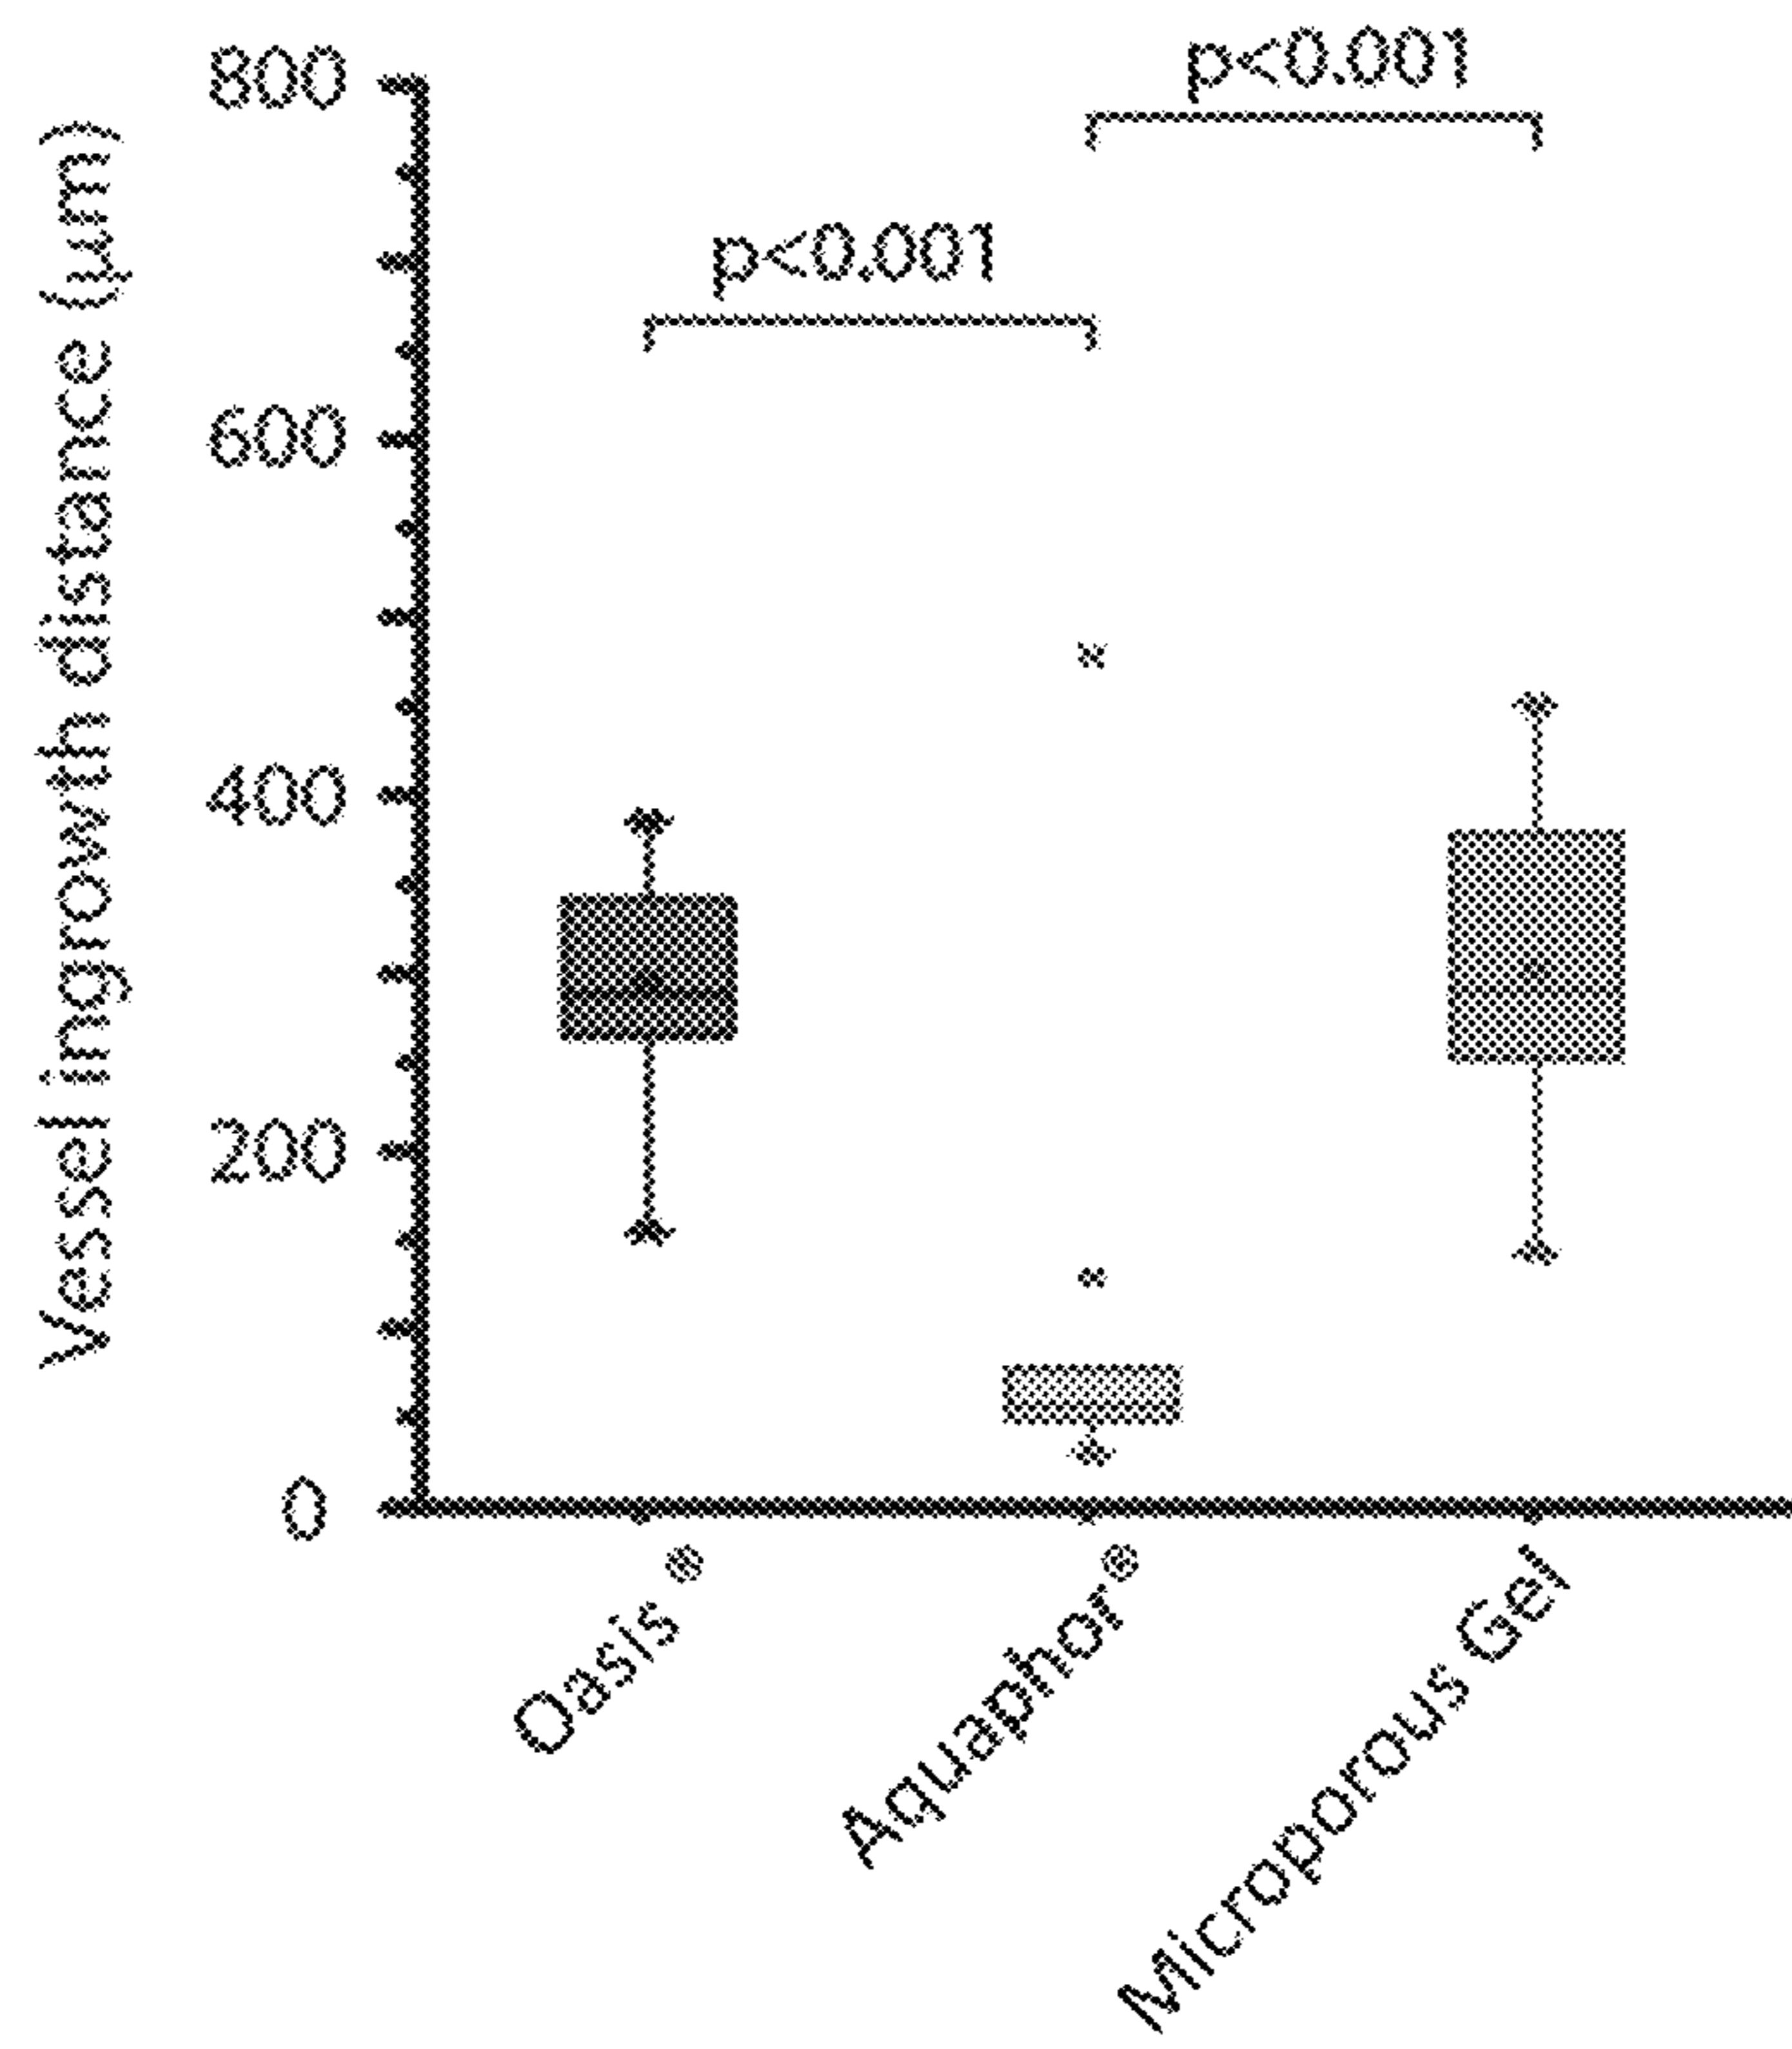 Vessel ingrowth distance (μm)
800
600
400
200
0
p<0.001
p<0.001
Oasis ®
Aquaphor®
Microporous Gel